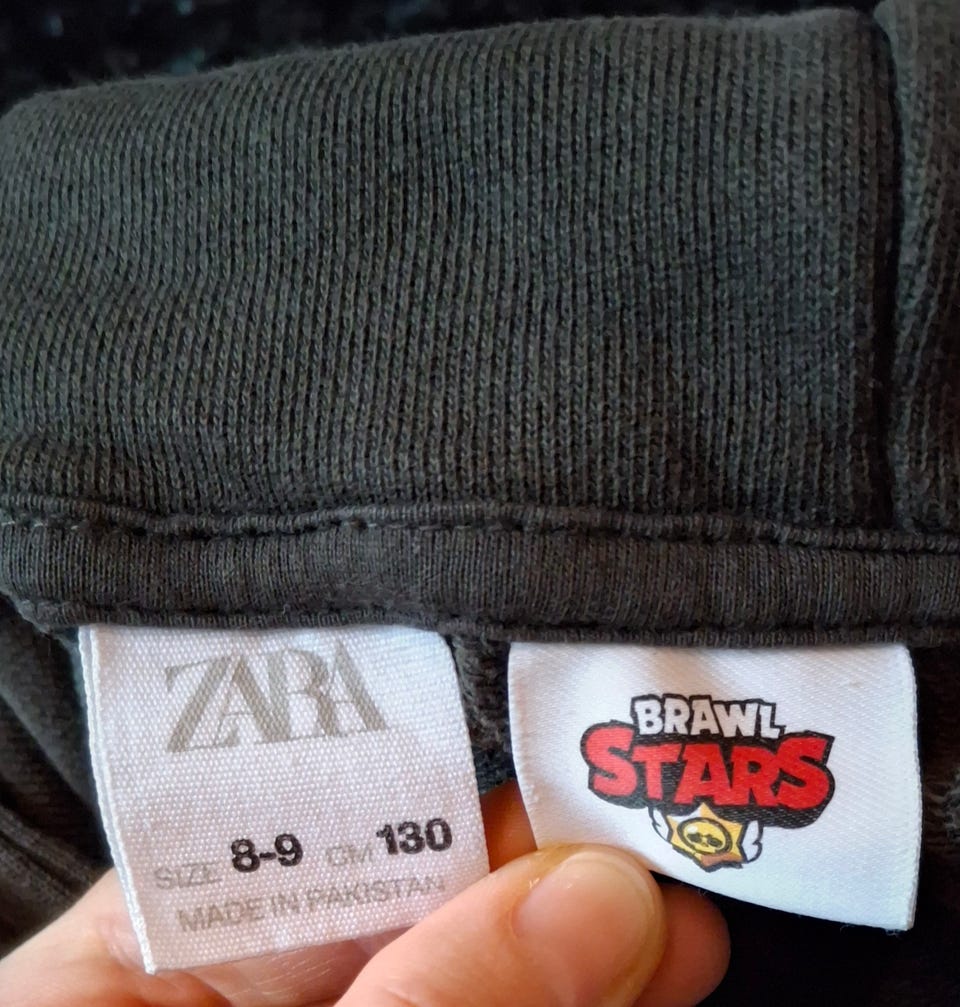 ZARA
SIZE 8-9 CM 130
MADE IN PAKISTAN
BRAWL
STARS